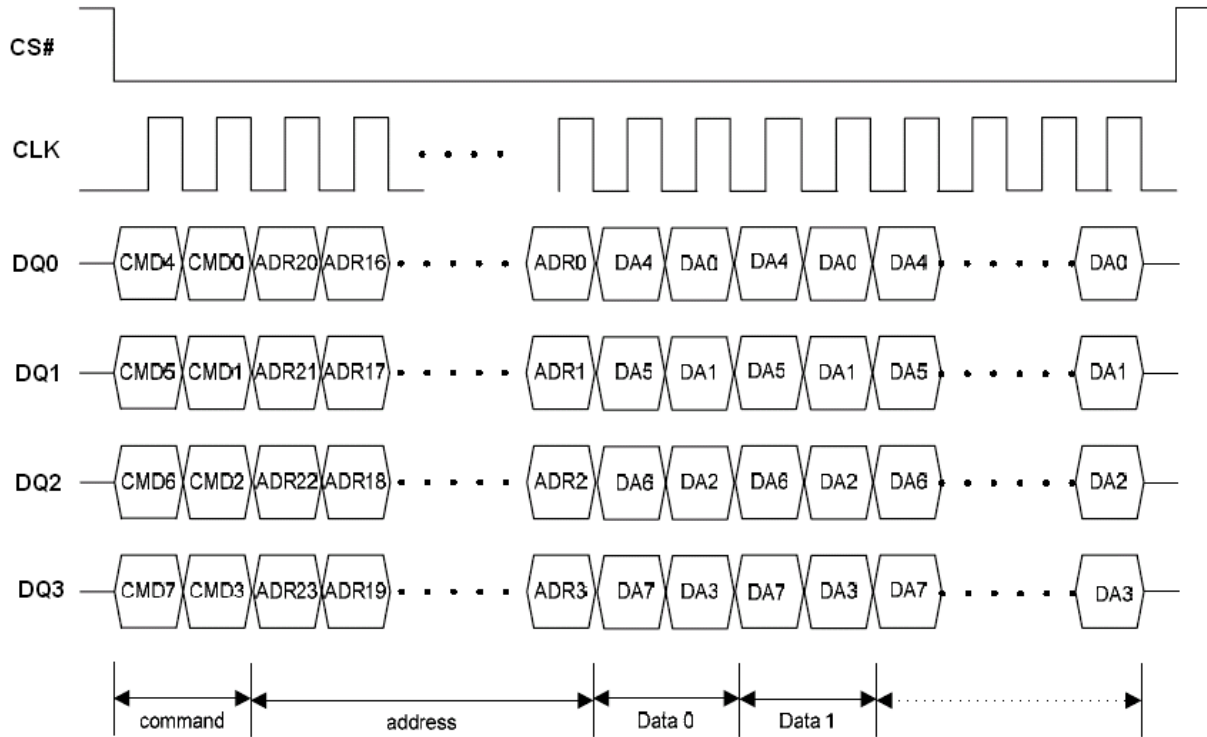 CS#
CLK
DQ0 CMD4 CMD0 ADR20 ADR16 ADR0 DA4 DA0 DA4 DA0 DA4 DA0
DQ1 CMD5 CMD1 ADR21 ADR17 ADR1 DA5 DA1 DA5 DA1 DA5 DA1
DQ2 CMD6 CMD2 ADR22 ADR18 ADR2 DA6 DA2 DA6 DA2 DA6 DA2
DQ3 CMD7 CMD3 ADR23 ADR19 ADR3 DA7 DA3 DA7 DA3 DA7 DA3
command address Data 0 Data 1